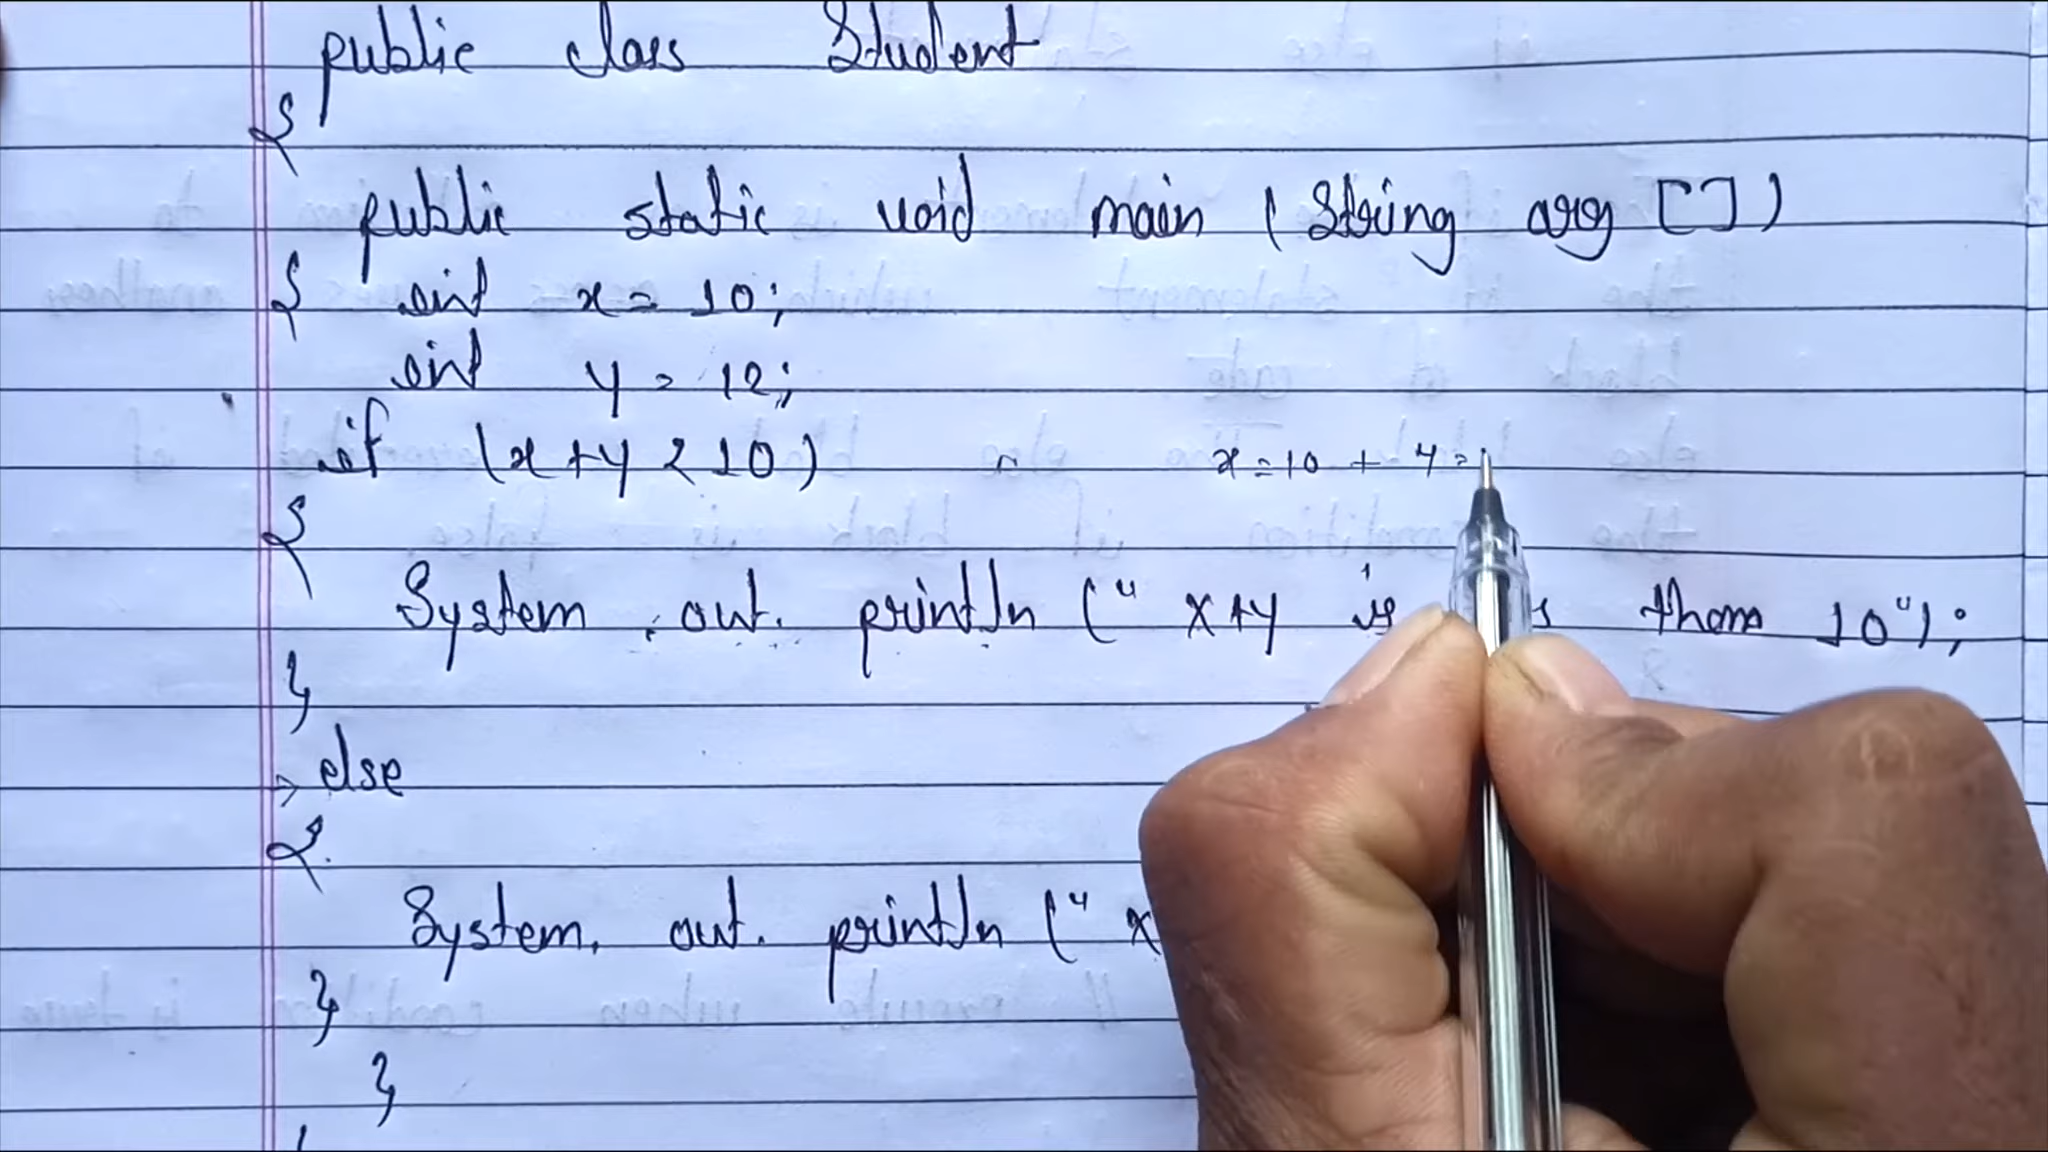 public class Student
{
public static void main (String arg [])
{ int x = 10;
int y = 12;
if (x+y < 10) x=10 + y=
{
System . out. println (" x+y is than 10");
}
else
{
System. out. println (" x
}
}